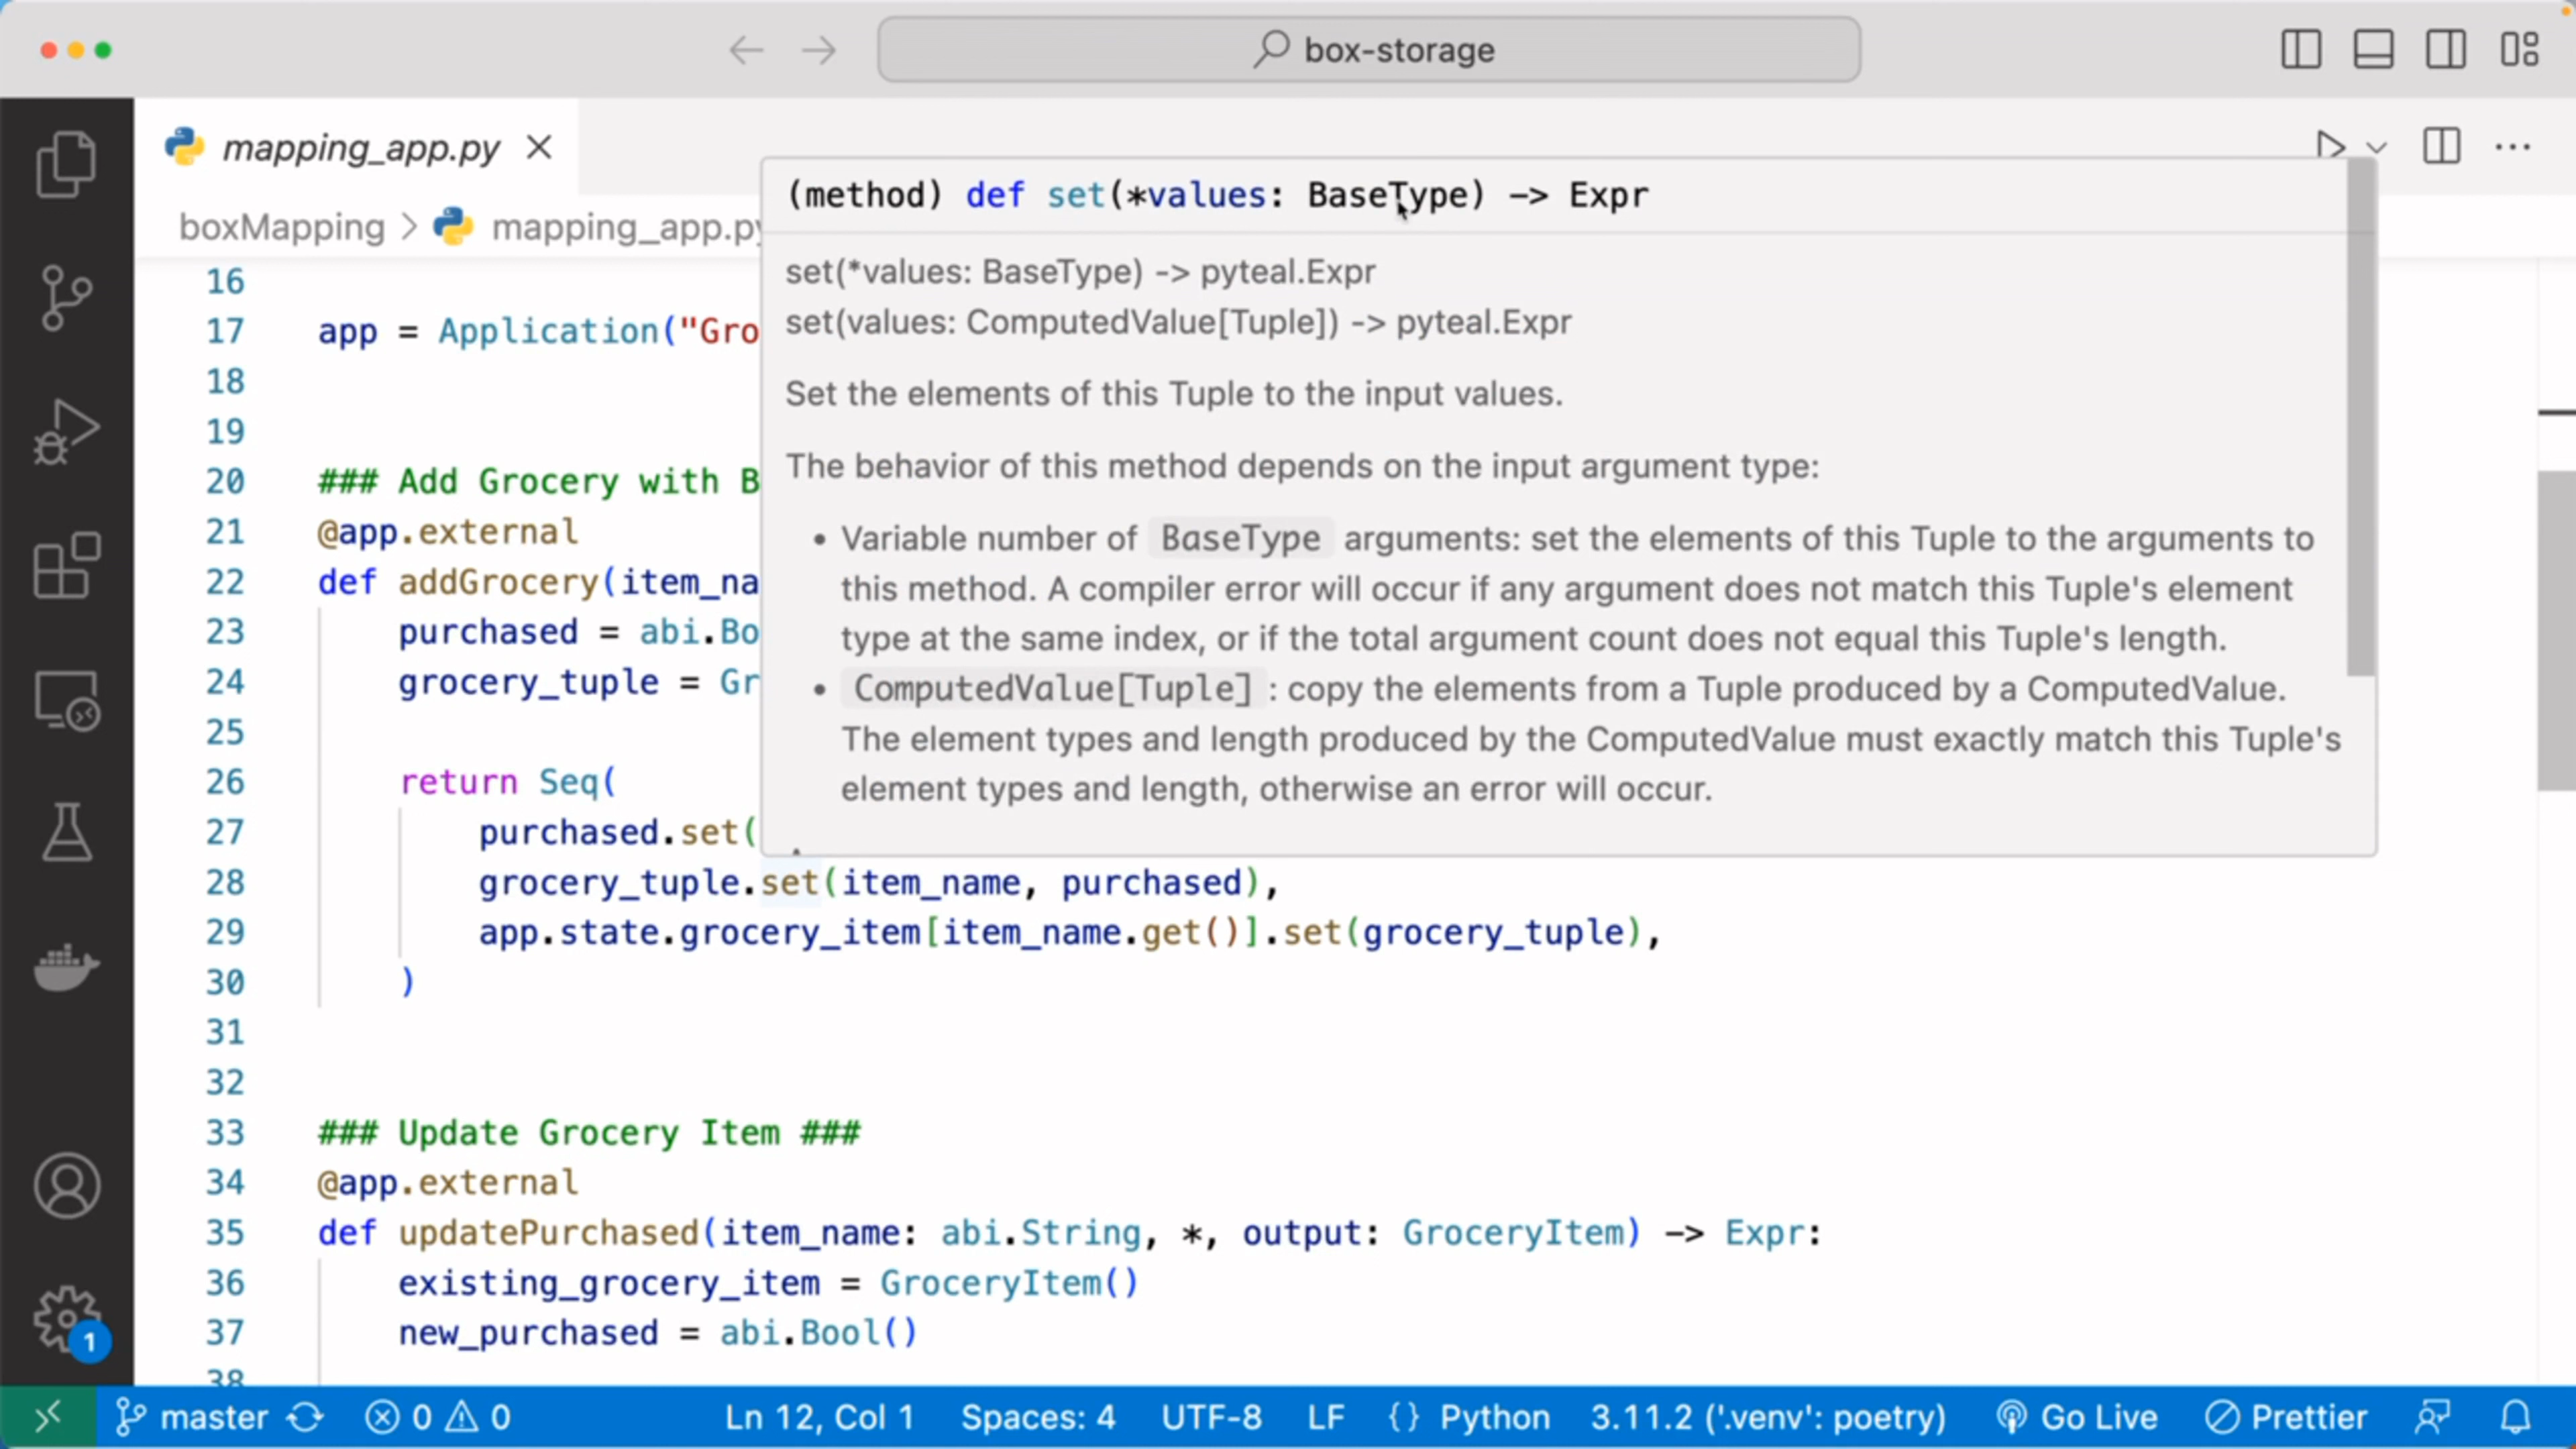 box-storage
mapping_app.py
boxMapping > mapping_app.py
(method) def set(*values: BaseType) -> Expr
set(*values: BaseType) -> pyteal.Expr
set(values: ComputedValue[Tuple]) -> pyteal.Expr
Set the elements of this Tuple to the input values.
The behavior of this method depends on the input argument type:
• Variable number of BaseType arguments: set the elements of this Tuple to the arguments to
this method. A compiler error will occur if any argument does not match this Tuple's element
type at the same index, or if the total argument count does not equal this Tuple's length.
• ComputedValue[Tuple] : copy the elements from a Tuple produced by a ComputedValue.
The element types and length produced by the ComputedValue must exactly match this Tuple's
element types and length, otherwise an error will occur.
16
17 app = Application("Gro
18
19
20 ### Add Grocery with B
21 @app.external
22 def addGrocery(item_na
23 purchased = abi.Bo
24 grocery_tuple = Gr
25
26 return Seq(
27 purchased.set(
28 grocery_tuple.set(item_name, purchased),
29 app.state.grocery_item[item_name.get()].set(grocery_tuple),
30 )
31
32
33 ### Update Grocery Item ###
34 @app.external
35 def updatePurchased(item_name: abi.String, *, output: GroceryItem) -> Expr:
36 existing_grocery_item = GroceryItem()
37 new_purchased = abi.Bool()
38
1
master 0 0 Ln 12, Col 1 Spaces: 4 UTF-8 LF {} Python 3.11.2 ('.venv': poetry) Go Live Prettier